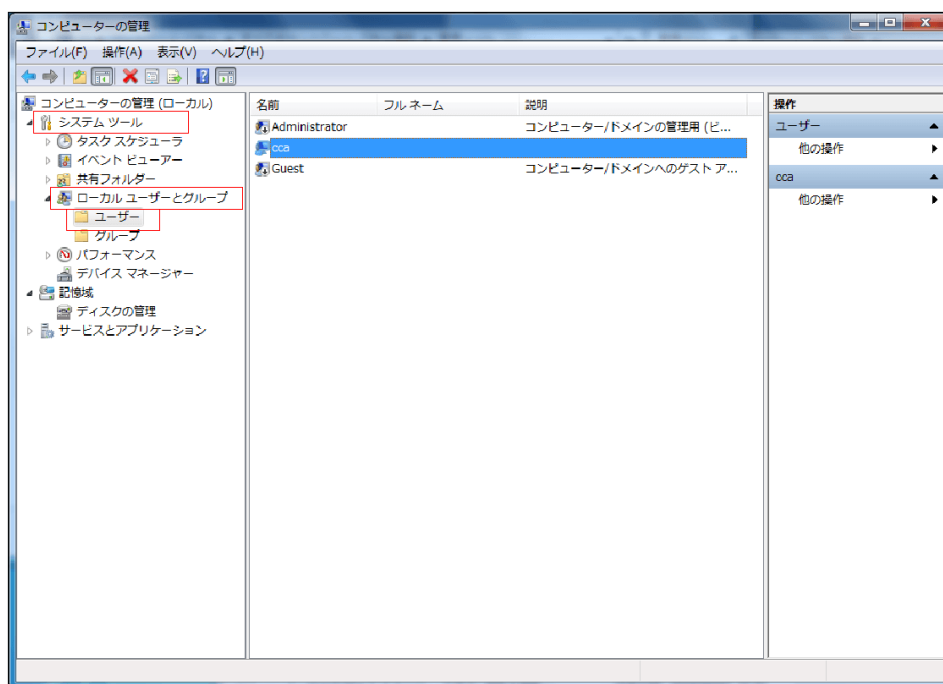 コンピューターの管理
ファイル(F) 操作(A) 表示(V) ヘルプ(H)
コンピューターの管理 (ローカル)
システム ツール
タスク スケジューラ
イベント ビューアー
共有フォルダー
ローカル ユーザーとグループ
ユーザー
グループ
パフォーマンス
デバイス マネージャー
記憶域
ディスクの管理
サービスとアプリケーション
名前 フル ネーム 説明
Administrator コンピューター/ドメインの管理用 (ビ...
cca
Guest コンピューター/ドメインへのゲスト ア...
操作
ユーザー
他の操作
cca
他の操作